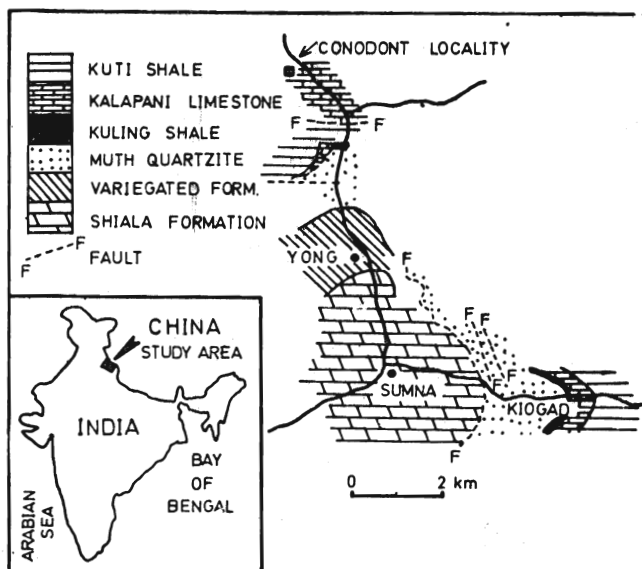 CONODONT LOCALITY
KUTI SHALE
KALAPANI LIMESTONE
KULING SHALE
MUTH QUARTZITE
VARIEGATED FORM.
SHIALA FORMATION
F F
FAULT
F F
YONG
F
F
F
F
SUMNA
KIOGAD
F
0 2 km
CHINA
STUDY AREA
INDIA
BAY
OF
BENGAL
ARABIAN
SEA